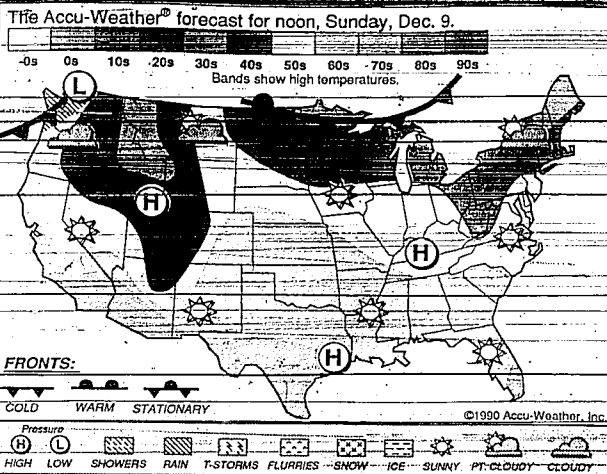 The Accu-Weather® forecast for noon, Sunday, Dec. 9.
-0s 0s 10s 20s 30s 40s 50s 60s 70s 80s 90s
Bands show high temperatures.
L
H
H
H
FRONTS:
COLD WARM STATIONARY
©1990 Accu-Weather, Inc.
Pressure
H L
HIGH LOW SHOWERS RAIN T-STORMS FLURRIES SNOW ICE SUNNY PT. CLOUDY CLOUDY